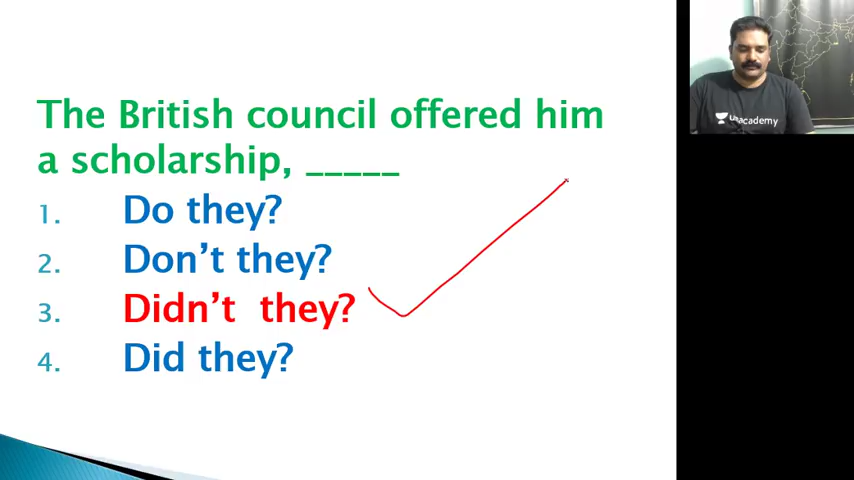 The British council offered him
a scholarship, _____
1. Do they?
2. Don't they?
3. Didn't they?
4. Did they?
unacademy